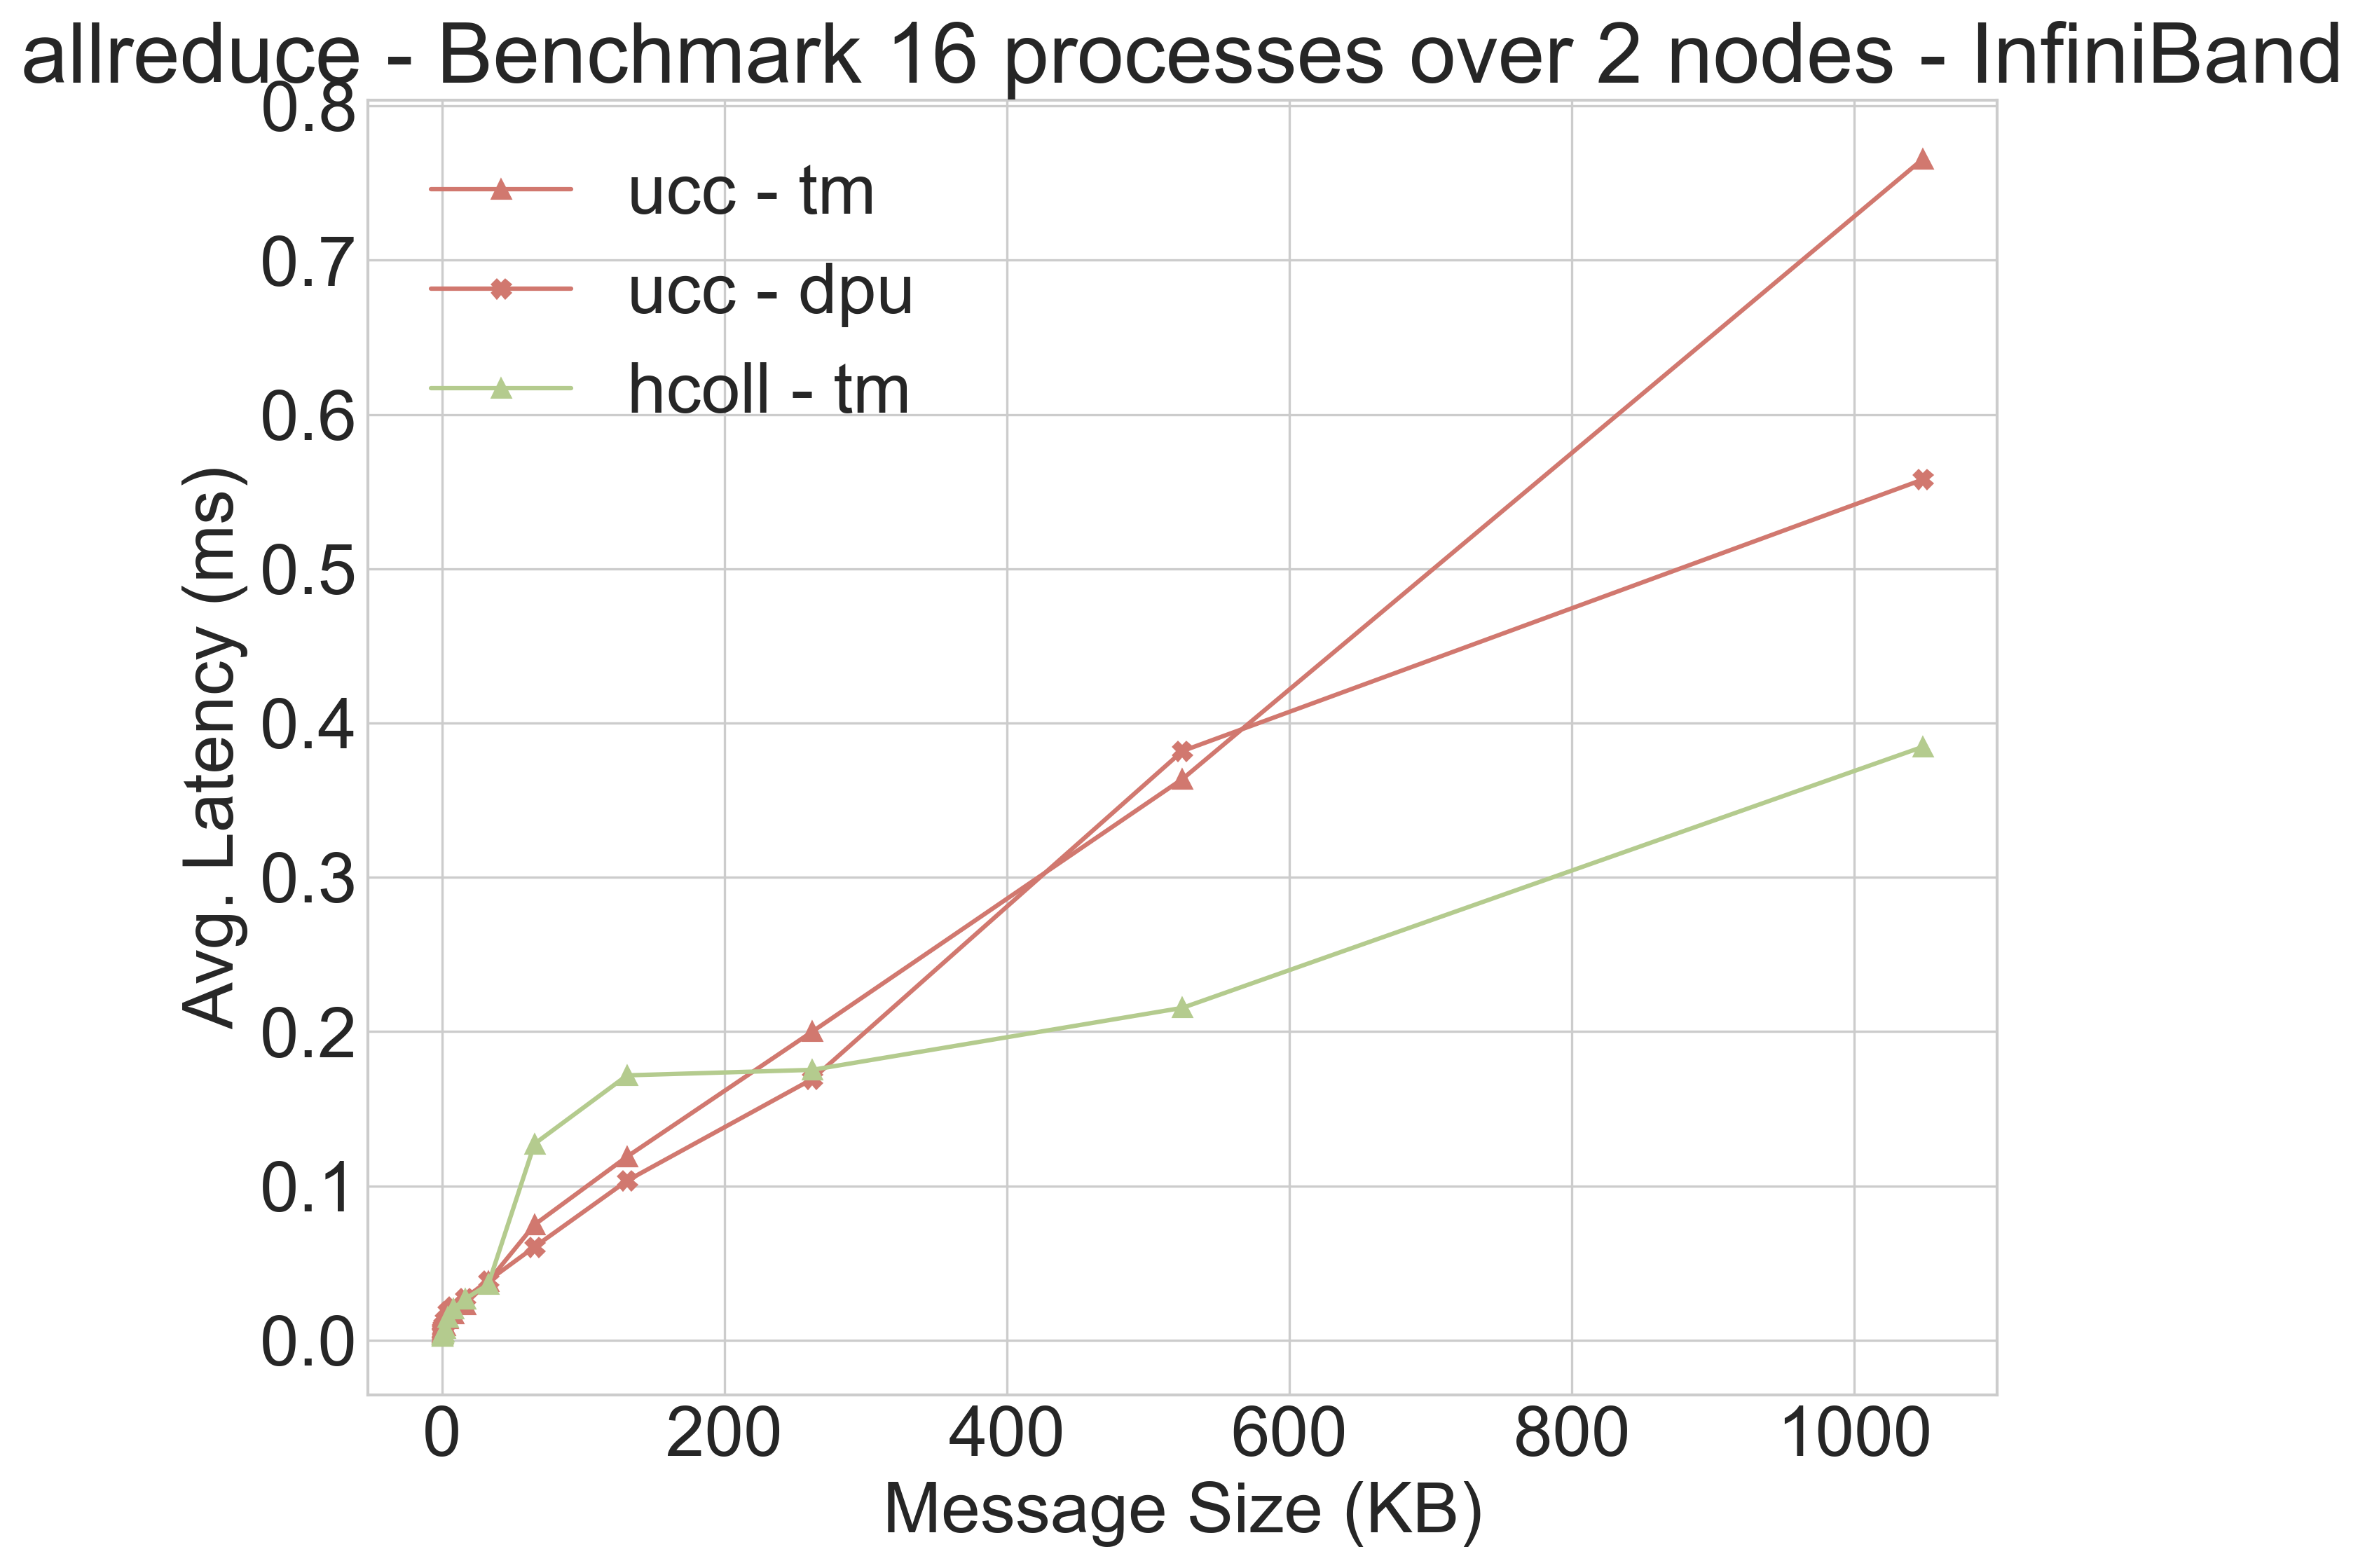 allreduce - Benchmark 16 processes over 2 nodes - InfiniBand
0.8
0.7
0.6
0.5
0.4
0.3
0.2
0.1
0.0
Avg. Latency (ms)
ucc - tm
ucc - dpu
hcoll - tm
0 200 400 600 800 1000
Message Size (KB)